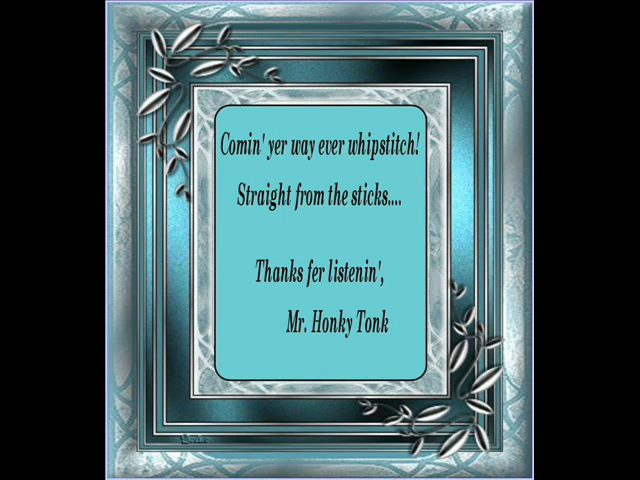 Comin' yer way ever whipstitch!
Straight from the sticks....
Thanks fer listenin',
Mr. Honky Tonk